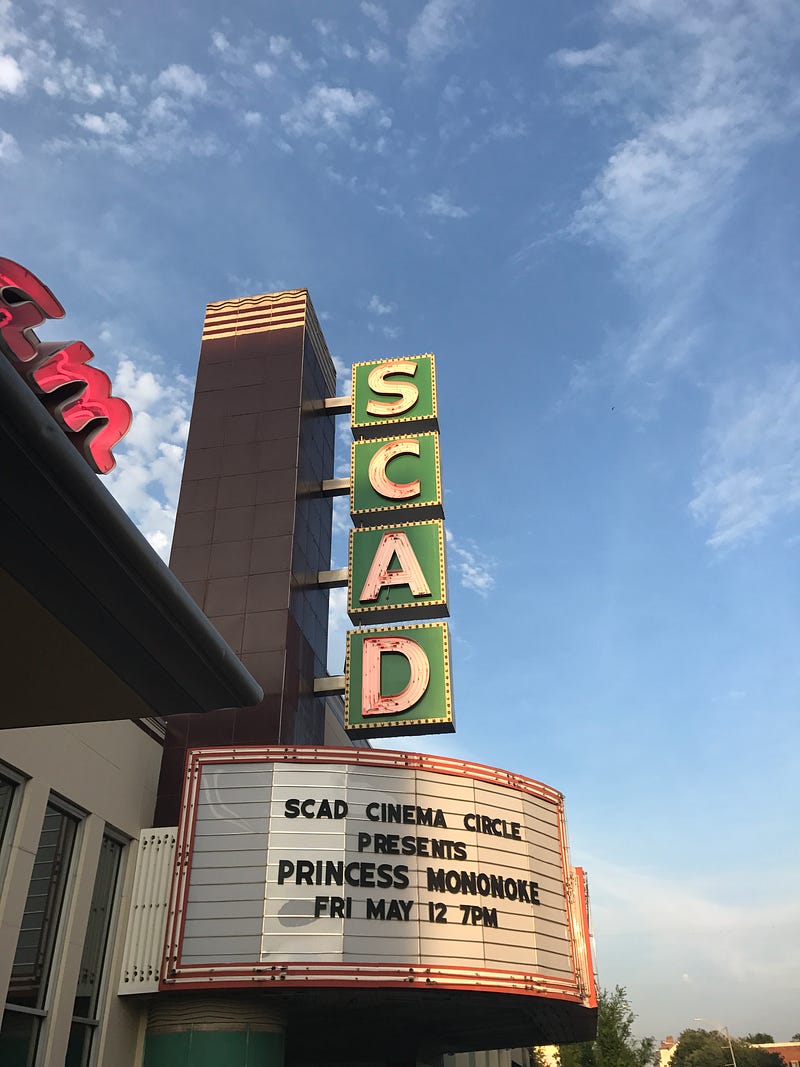 SCAD
SCAD CINEMA CIRCLE
PRESENTS
PRINCESS MONONOKE
FRI MAY 12 7PM